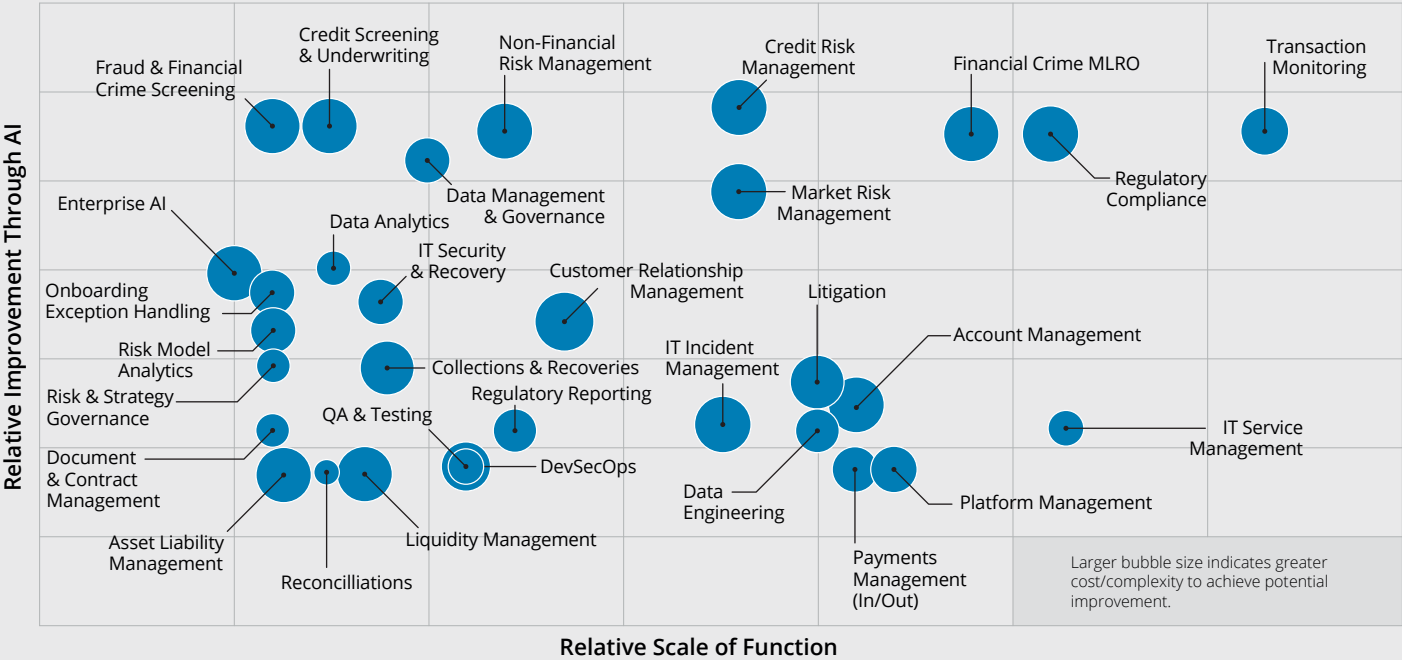 Relative Improvement Through AI
Fraud & Financial
Crime Screening
Credit Screening
& Underwriting
Non-Financial
Risk Management
Credit Risk
Management
Financial Crime MLRO
Transaction
Monitoring
Data Management
& Governance
Market Risk
Management
Regulatory
Compliance
Enterprise AI
Data Analytics
IT Security
& Recovery
Customer Relationship
Management
Litigation
Onboarding
Exception Handling
Account Management
Risk Model
Analytics
IT Incident
Management
Collections & Recoveries
Risk & Strategy
Governance
Regulatory Reporting
QA & Testing
IT Service
Management
Document
& Contract
Management
DevSecOps
Data
Engineering
Platform Management
Asset Liability
Management
Liquidity Management
Reconcilliations
Payments
Management
(In/Out)
Larger bubble size indicates greater
cost/complexity to achieve potential
improvement.
Relative Scale of Function